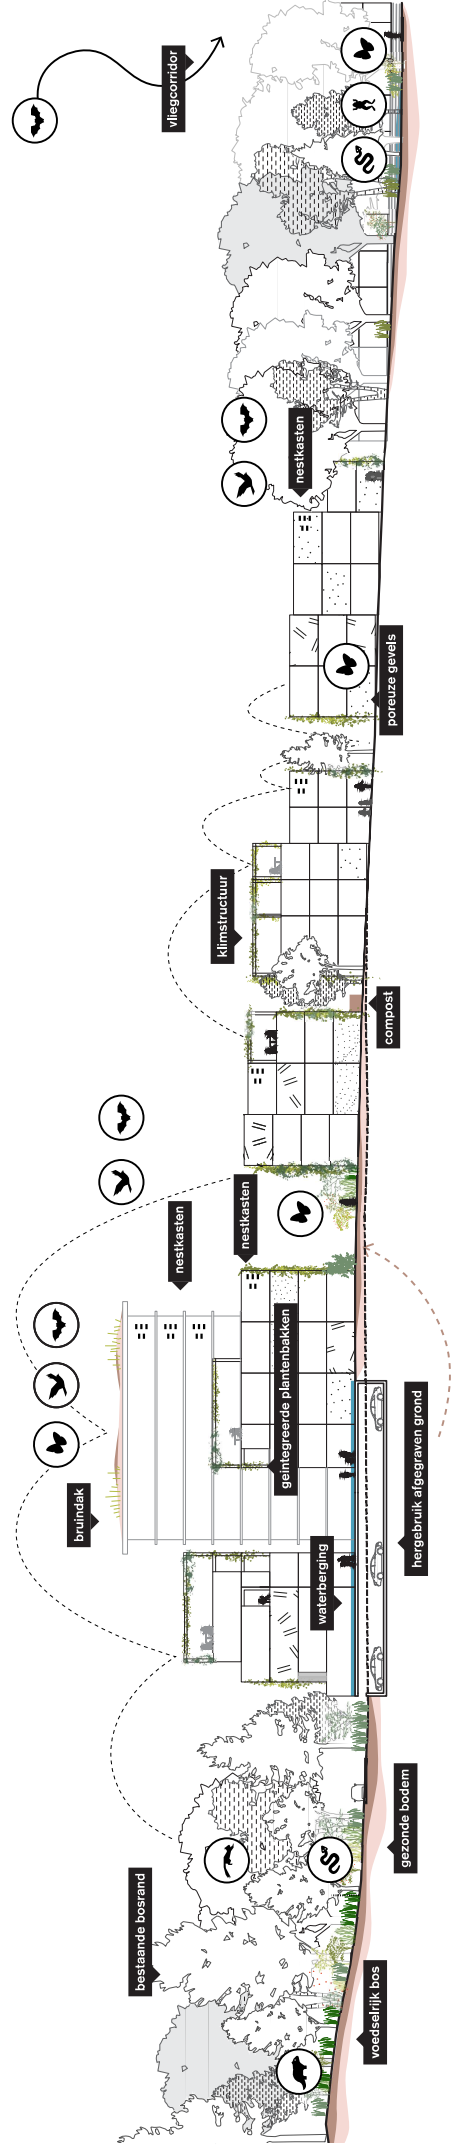 bestaande bosrand
voedselrijk bos
gezonde bodem
bruindak
waterberging
hergebruik afgegraven grond
geïntegreerde plantenbakken
nestkasten
nestkasten
compost
klimstructuur
poreuze gevels
nestkasten
vliegcorridor